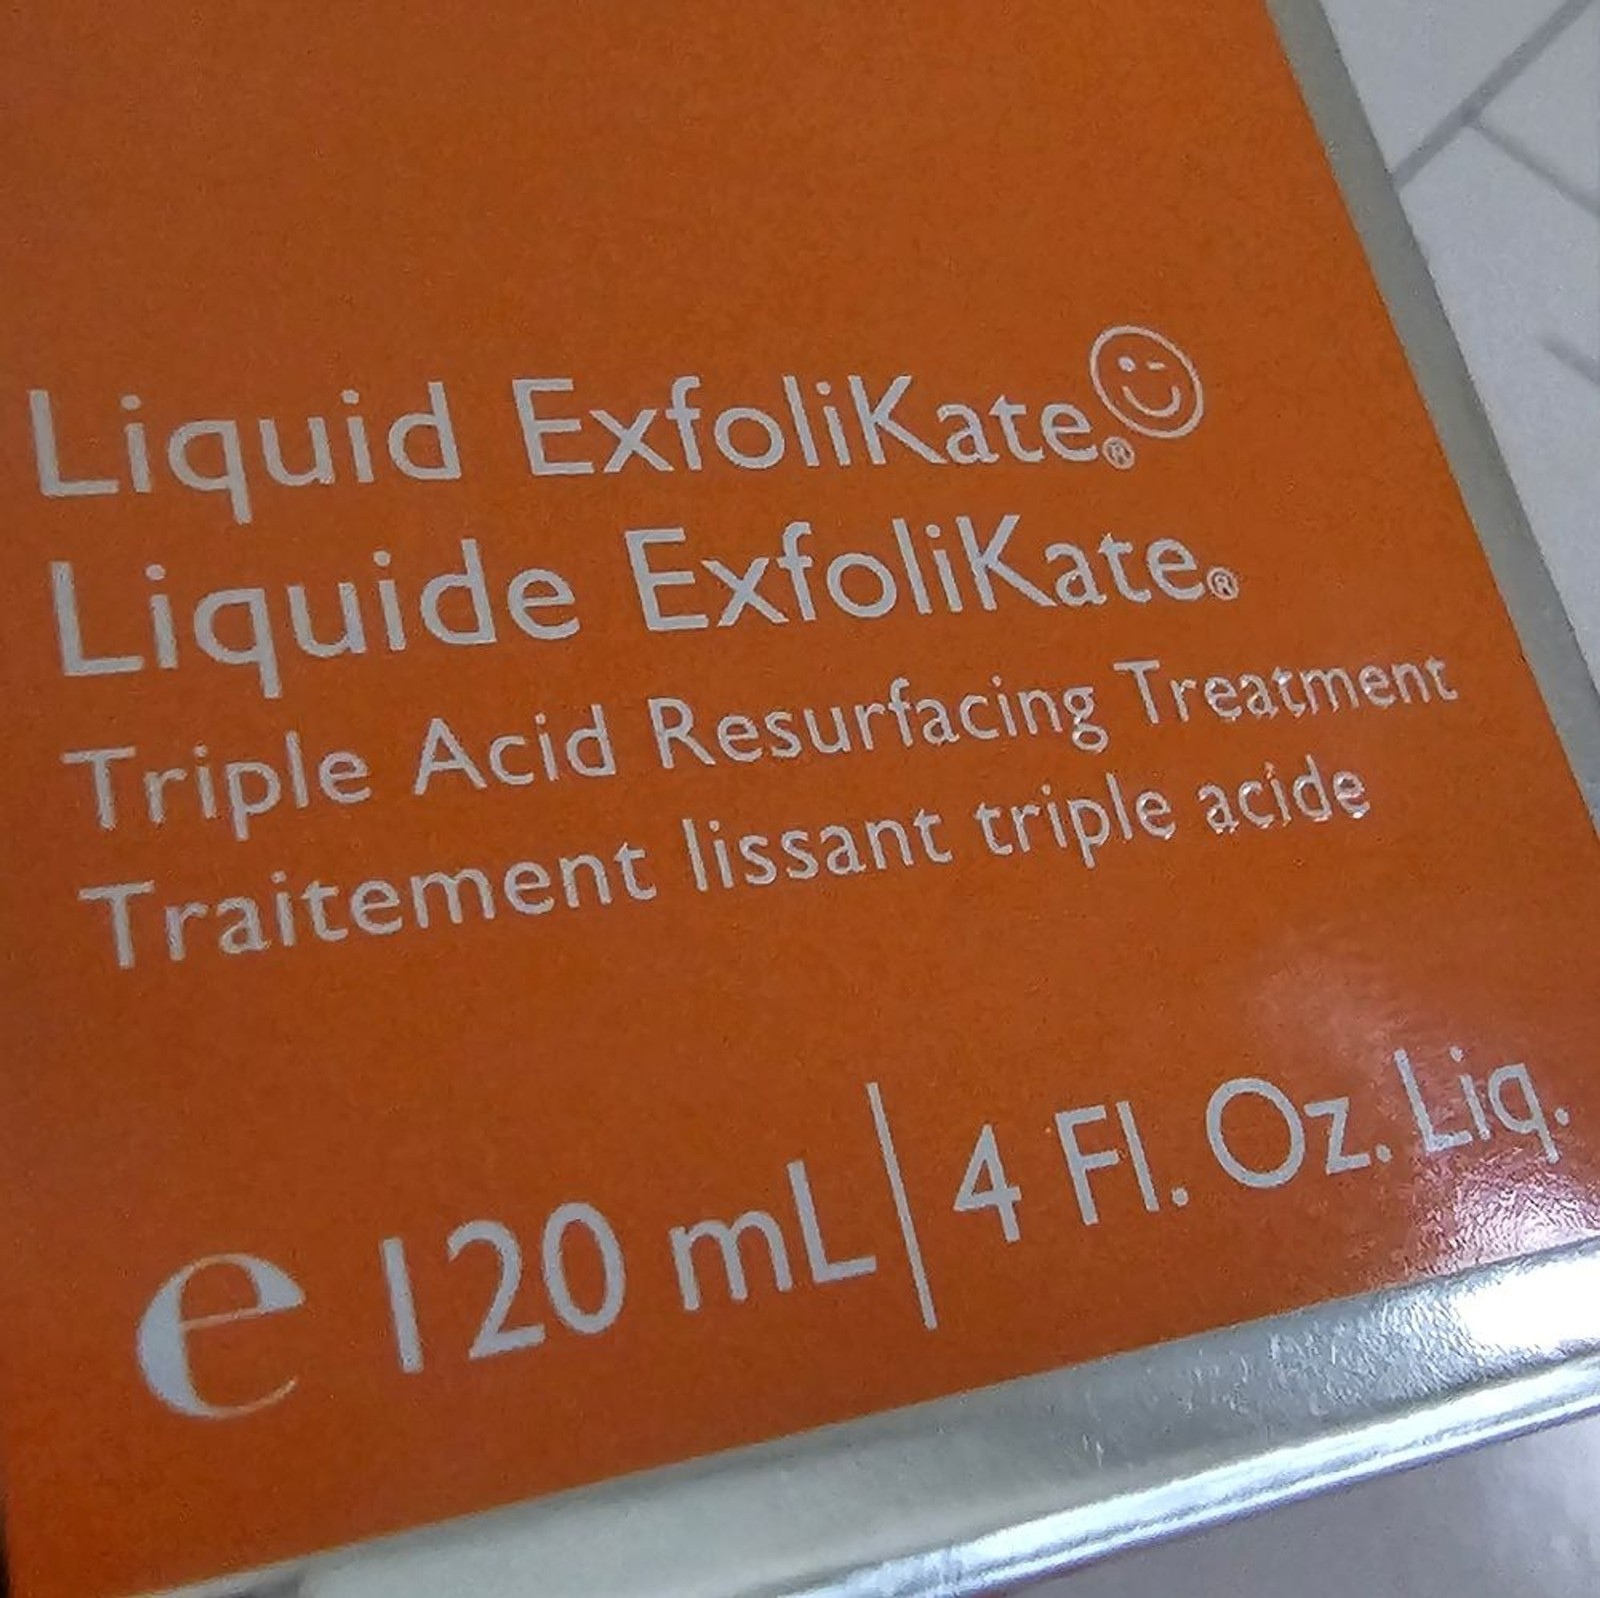 Liquid ExfoliKate®
Liquide ExfoliKate®
Triple Acid Resurfacing Treatment
Traitement lissant triple acide
e 120 mL | 4 Fl. Oz. Liq.